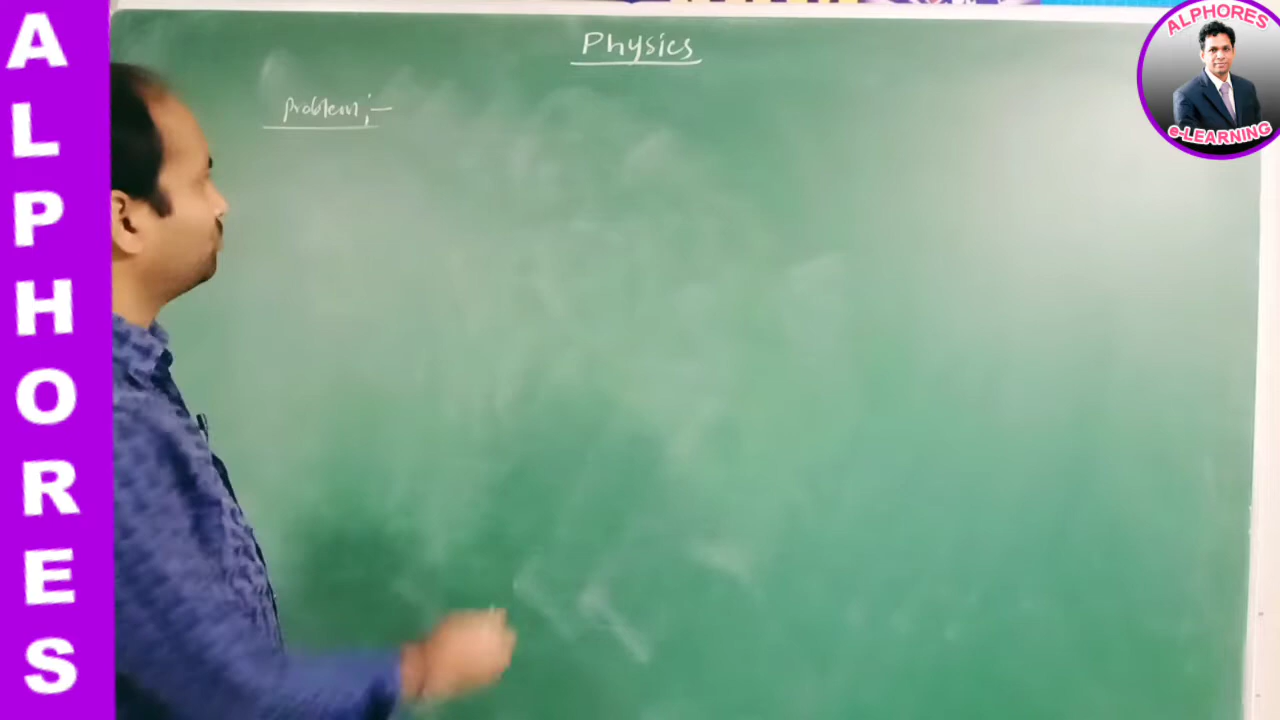 ALPHORES
Physics
Problem:-
ALPHORES
e-LEARNING